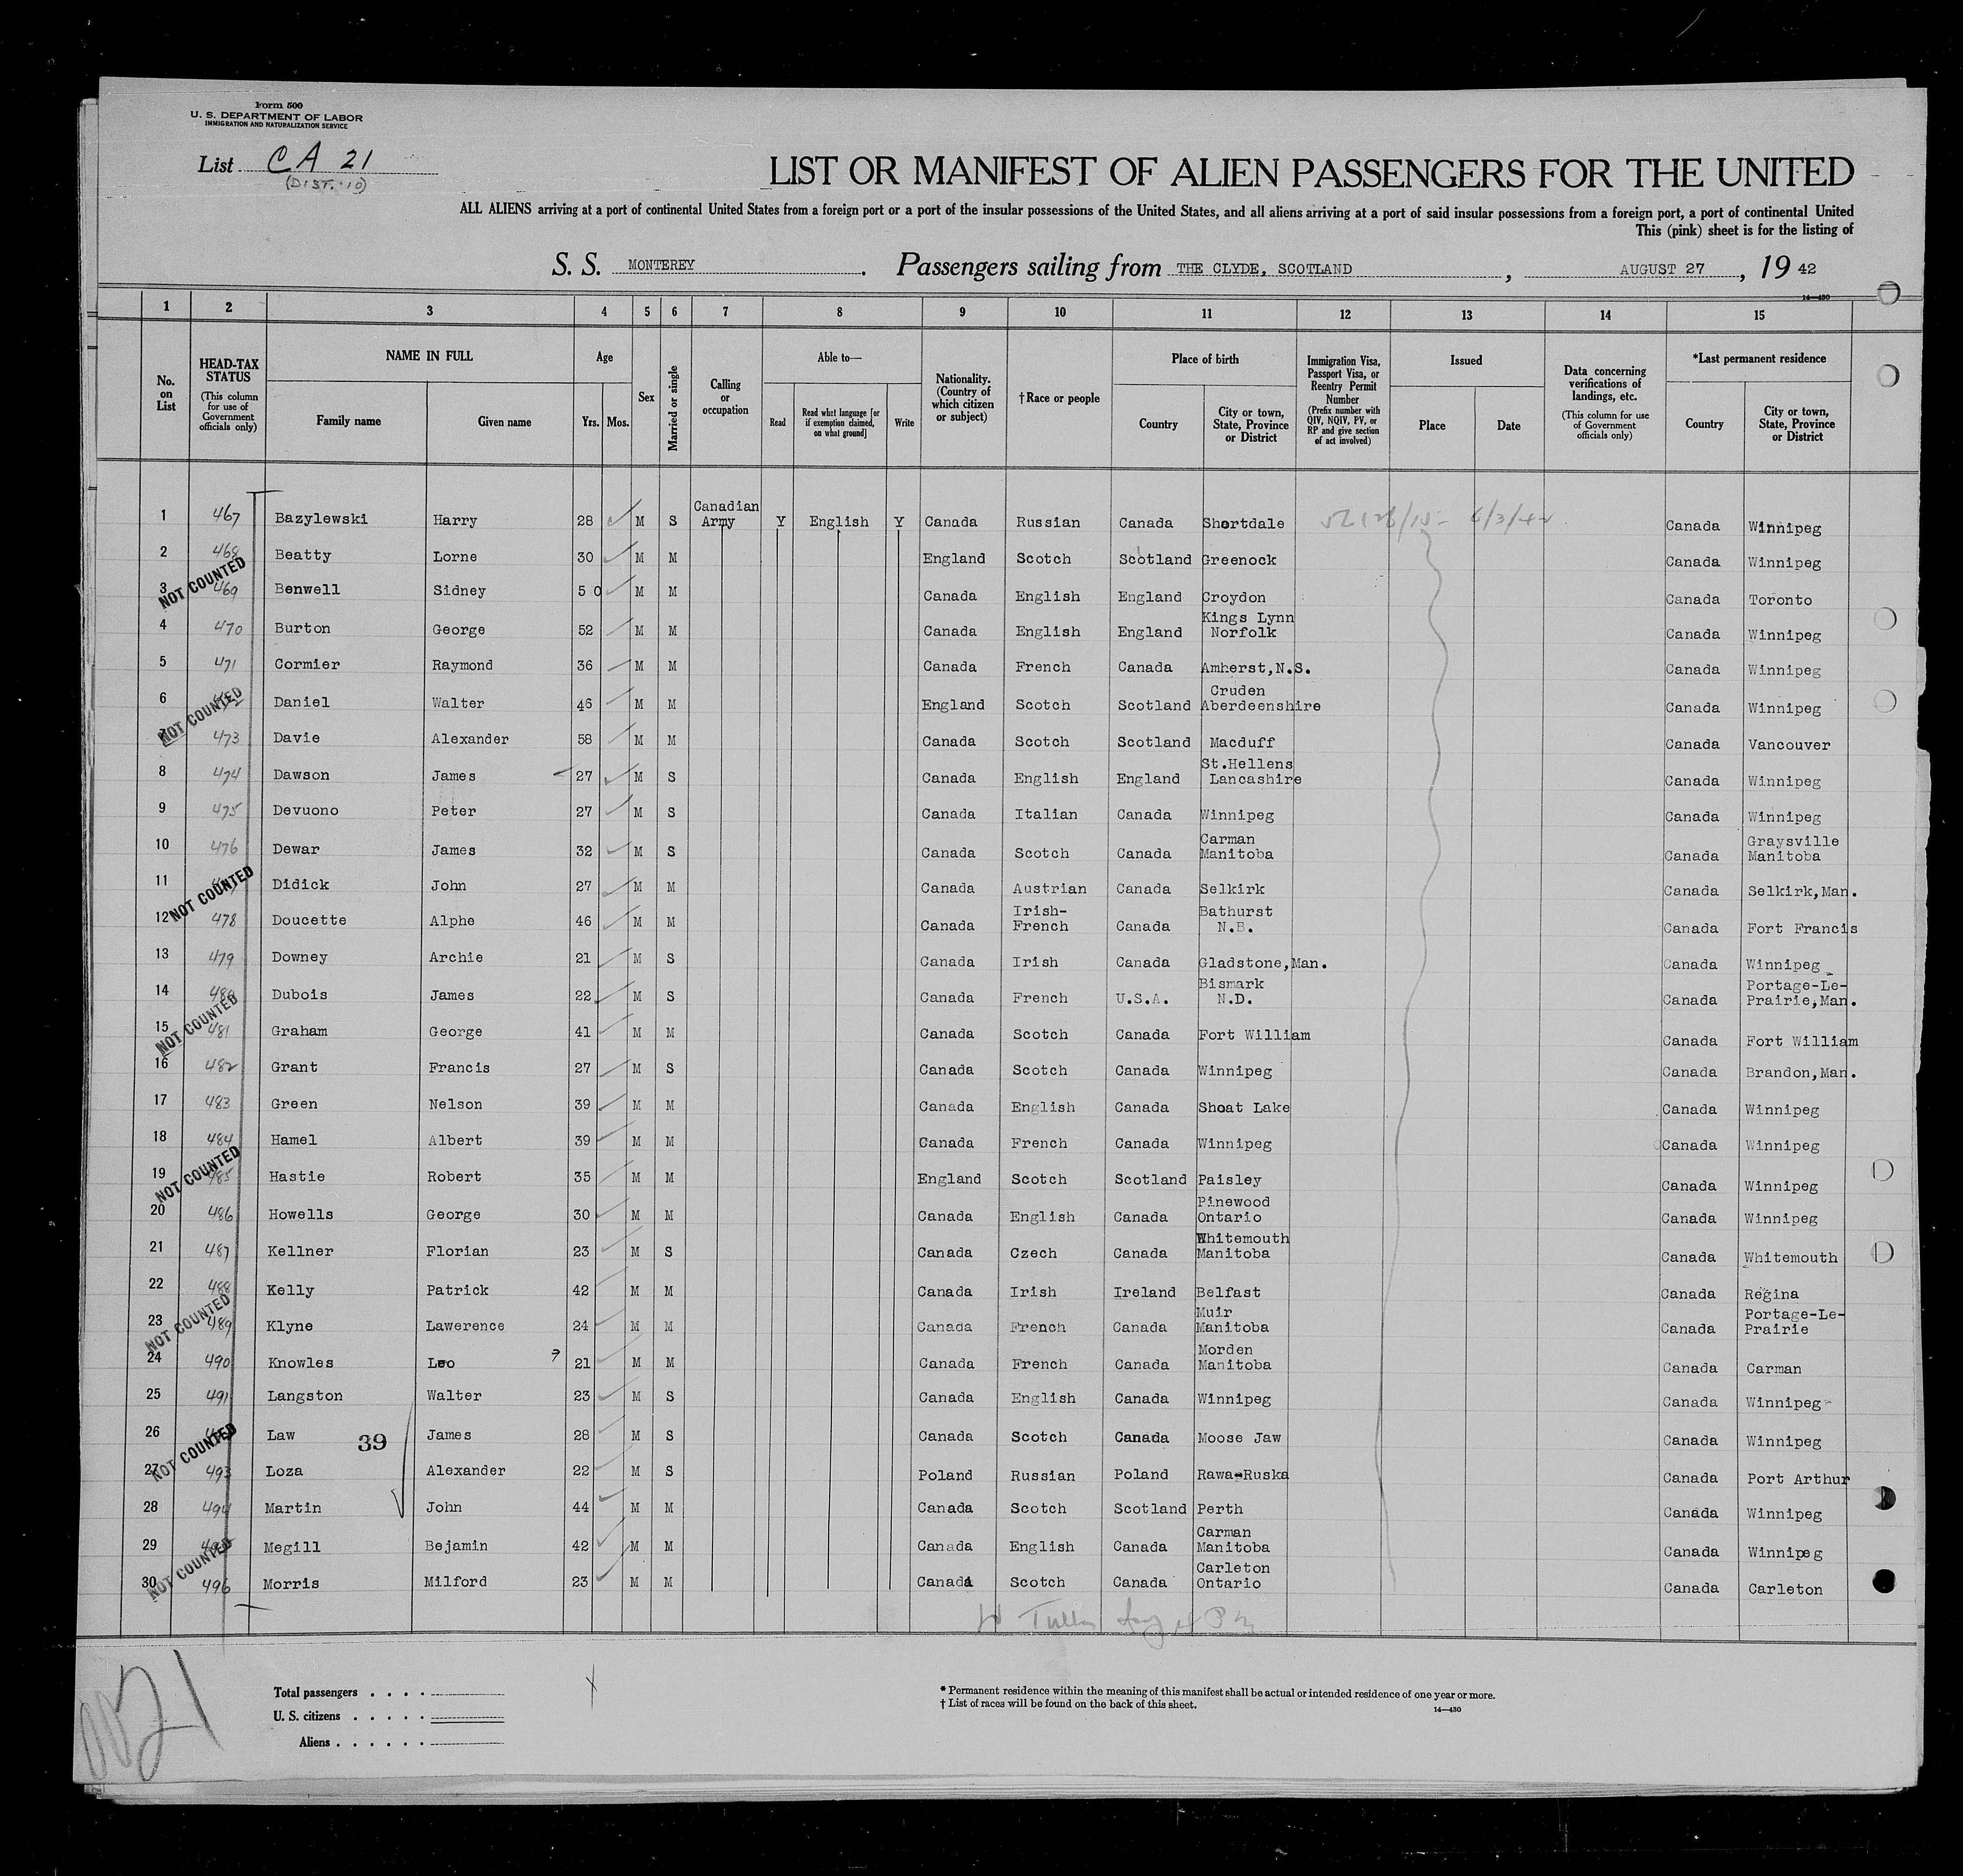 Form 500
U. S. DEPARTMENT OF LABOR
IMMIGRATION AND NATURALIZATION SERVICE
List CA 21
(DIST. 10)
LIST OR MANIFEST OF ALIEN PASSENGERS FOR THE UNITED
ALL ALIENS arriving at a port of continental United States from a foreign port or a port of the insular possessions of the United States, and all aliens arriving at a port of said insular possessions from a foreign port, a port of continental United
This (pink) sheet is for the listing of
S. S. MONTEREY . Passengers sailing from THE CLYDE, SCOTLAND , AUGUST 27 , 19 42
14—430
1 2 3 4 5 6 7 8 9 10 11 12 13 14 15
No. on List
HEAD-TAX STATUS (This column for use of Government officials only)
NAME IN FULL Family name Given name
Age Yrs. Mos.
Sex
Married or single
Calling or occupation
Able to— Read Read what language [or if exemption claimed, on what ground] Write
Nationality. (Country of which citizen or subject)
†Race or people
Place of birth Country City or town, State, Province or District
Immigration Visa, Passport Visa, or Reentry Permit Number (Prefix number with QIV, NQIV, PV, or RP and give section of act involved)
Issued Place Date
Data concerning verifications of landings, etc. (This column for use of Government officials only)
*Last permanent residence Country City or town, State, Province or District
1 467 Bazylewski Harry 28 M S Canadian Army Y English Y Canada Russian Canada Shortdale 6/3/42 Canada Winnipeg
2 468 Beatty Lorne 30 M M England Scotch Scotland Greenock Canada Winnipeg
NOT COUNTED
3 469 Benwell Sidney 5 0 M M Canada English England Croydon Canada Toronto
4 470 Burton George 52 M M Canada English England Kings Lynn Norfolk Canada Winnipeg
5 471 Cormier Raymond 36 M M Canada French Canada Amherst,N.S. Canada Winnipeg
6 Daniel Walter 46 M M England Scotch Scotland Cruden Aberdeenshire Canada Winnipeg
NOT COUNTED
7 473 Davie Alexander 58 M M Canada Scotch Scotland Macduff Canada Vancouver
8 474 Dawson James 27 M S Canada English England St.Hellens Lancashire Canada Winnipeg
9 475 Devuono Peter 27 M S Canada Italian Canada Winnipeg Canada Winnipeg
10 476 Dewar James 32 M S Canada Scotch Canada Carman Manitoba Canada Graysville Manitoba
11 Didick John 27 M M Canada Austrian Canada Selkirk Canada Selkirk,Man.
NOT COUNTED
12 478 Doucette Alphe 46 M M Canada Irish-French Canada Bathurst N.B. Canada Fort Francis
13 479 Downey Archie 21 M S Canada Irish Canada Gladstone,Man. Canada Winnipeg
14 480 Dubois James 22 M S Canada French U.S.A. Bismark N.D. Canada Portage-Le-Prairie,Man.
NOT COUNTED
15 481 Graham George 41 M M Canada Scotch Canada Fort William Canada Fort William
16 482 Grant Francis 27 M S Canada Scotch Canada Winnipeg Canada Brandon,Man.
17 483 Green Nelson 39 M M Canada English Canada Shoat Lake Canada Winnipeg
18 484 Hamel Albert 39 M M Canada French Canada Winnipeg Canada Winnipeg
NOT COUNTED
19 485 Hastie Robert 35 M M England Scotch Scotland Paisley Canada Winnipeg
20 486 Howells George 30 M M Canada English Canada Pinewood Ontario Canada Winnipeg
21 487 Kellner Florian 23 M S Canada Czech Canada Whitemouth Manitoba Canada Whitemouth
22 488 Kelly Patrick 42 M M Canada Irish Ireland Belfast Canada Regina
NOT COUNTED
23 489 Klyne Lawerence 24 M M Canada French Canada Muir Manitoba Canada Portage-Le-Prairie
24 490 Knowles Leo 21 M M Canada French Canada Morden Manitoba Canada Carman
25 491 Langston Walter 23 M S Canada English Canada Winnipeg Canada Winnipeg
26 Law 39 James 28 M S Canada Scotch Canada Moose Jaw Canada Winnipeg
NOT COUNTED
27 493 Loza Alexander 22 M S Poland Russian Poland Rawa-Ruska Canada Port Arthur
28 494 Martin John 44 M M Canada Scotch Scotland Perth Canada Winnipeg
29 495 Megill Bejamin 42 M M Canada English Canada Carman Manitoba Canada Winnipeg
NOT COUNTED
30 496 Morris Milford 23 M M Canada Scotch Canada Carleton Ontario Canada Carleton
21
Total passengers . . . .
U. S. citizens . . . . .
Aliens . . . . . .
* Permanent residence within the meaning of this manifest shall be actual or intended residence of one year or more.
† List of races will be found on the back of this sheet.
14—430